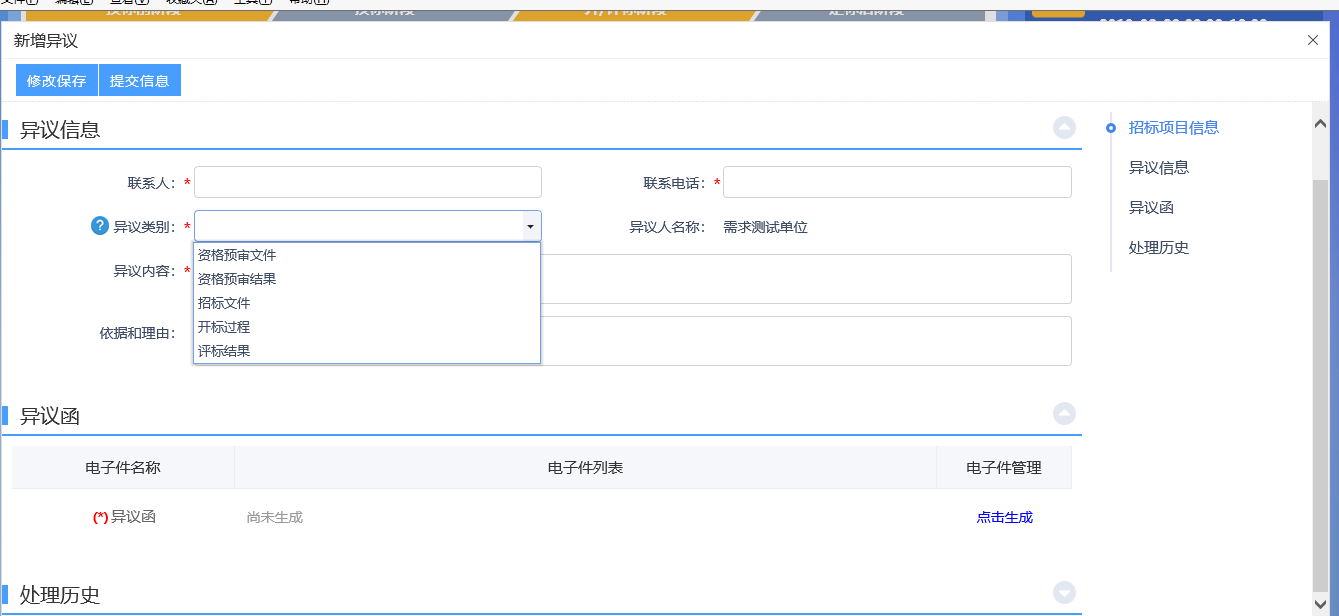 新增异议
修改保存 提交信息
异议信息
招标项目信息
异议信息
异议函
处理历史
联系人： *
联系电话： *
? 异议类别： *
异议人名称： 需求测试单位
资格预审文件
资格预审结果
招标文件
开标过程
评标结果
异议内容： *
依据和理由：
异议函
电子件名称 电子件列表 电子件管理
(*) 异议函 尚未生成 点击生成
处理历史